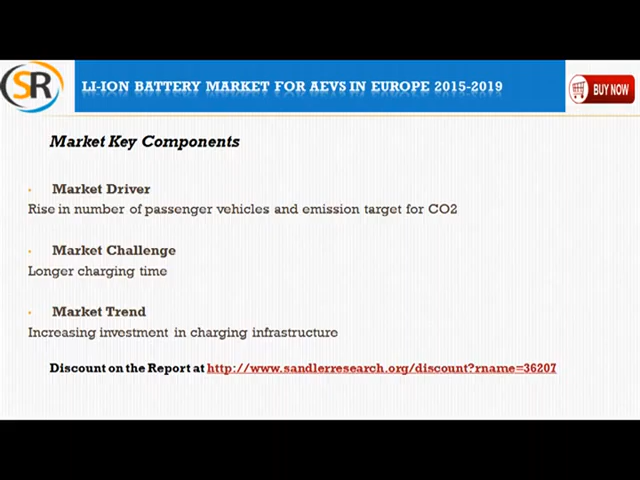 SR
LI-ION BATTERY MARKET FOR AEVS IN EUROPE 2015-2019
BUY NOW
Market Key Components
• Market Driver
Rise in number of passenger vehicles and emission target for CO2
• Market Challenge
Longer charging time
• Market Trend
Increasing investment in charging infrastructure
Discount on the Report at http://www.sandlerresearch.org/discount?rname=36207